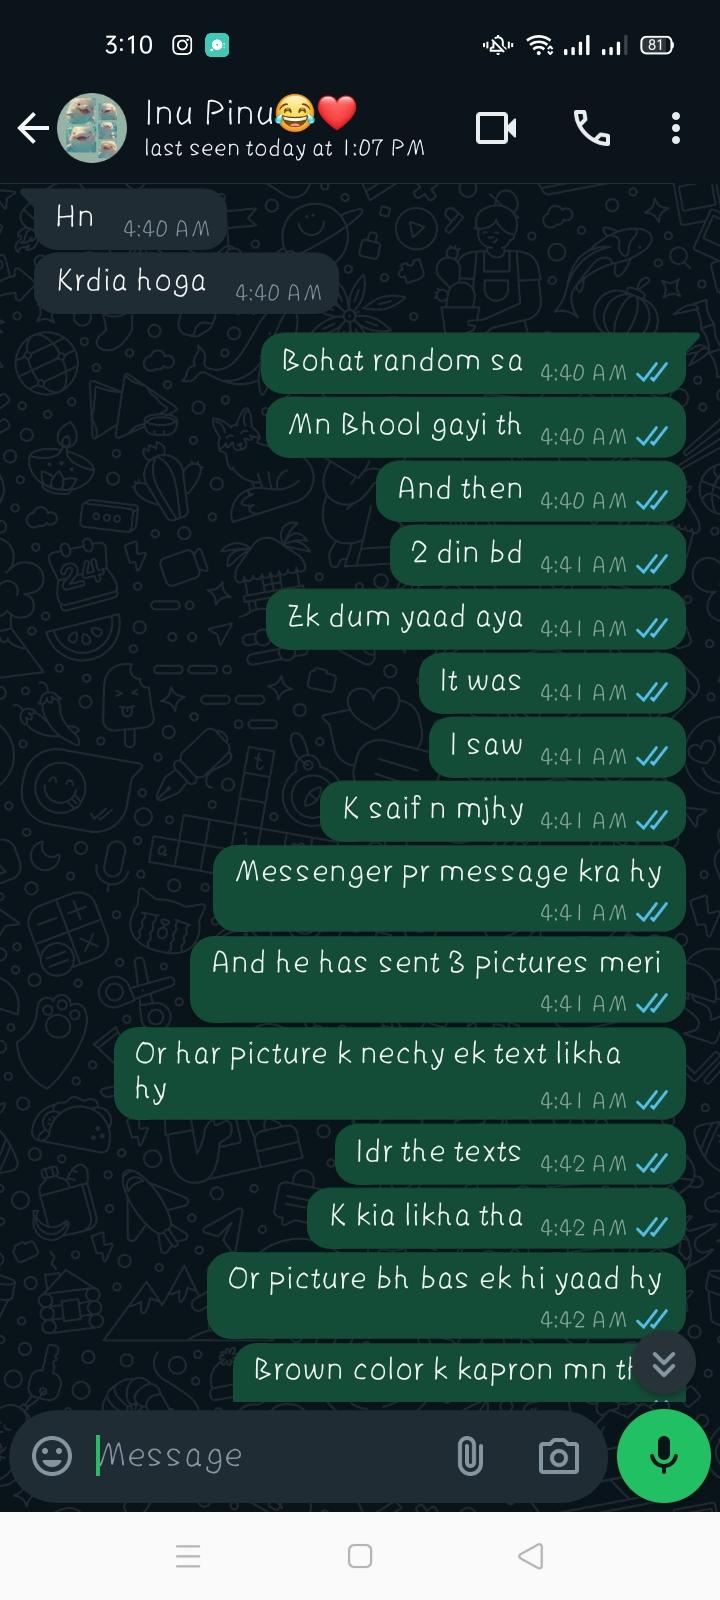 3:10
81
Inu Pinu😂❤️
last seen today at 1:07 PM
Hn 4:40 AM
Krdia hoga 4:40 AM
Bohat random sa 4:40 AM
Mn Bhool gayi th 4:40 AM
And then 4:40 AM
2 din bd 4:41 AM
Zk dum yaad aya 4:41 AM
It was 4:41 AM
I saw 4:41 AM
K saif n mjhy 4:41 AM
Messenger pr message kra hy
4:41 AM
And he has sent 3 pictures meri
4:41 AM
Or har picture k nechy ek text likha
hy 4:41 AM
Idr the texts 4:42 AM
K kia likha tha 4:42 AM
Or picture bh bas ek hi yaad hy
4:42 AM
Brown color k kapron mn
Message